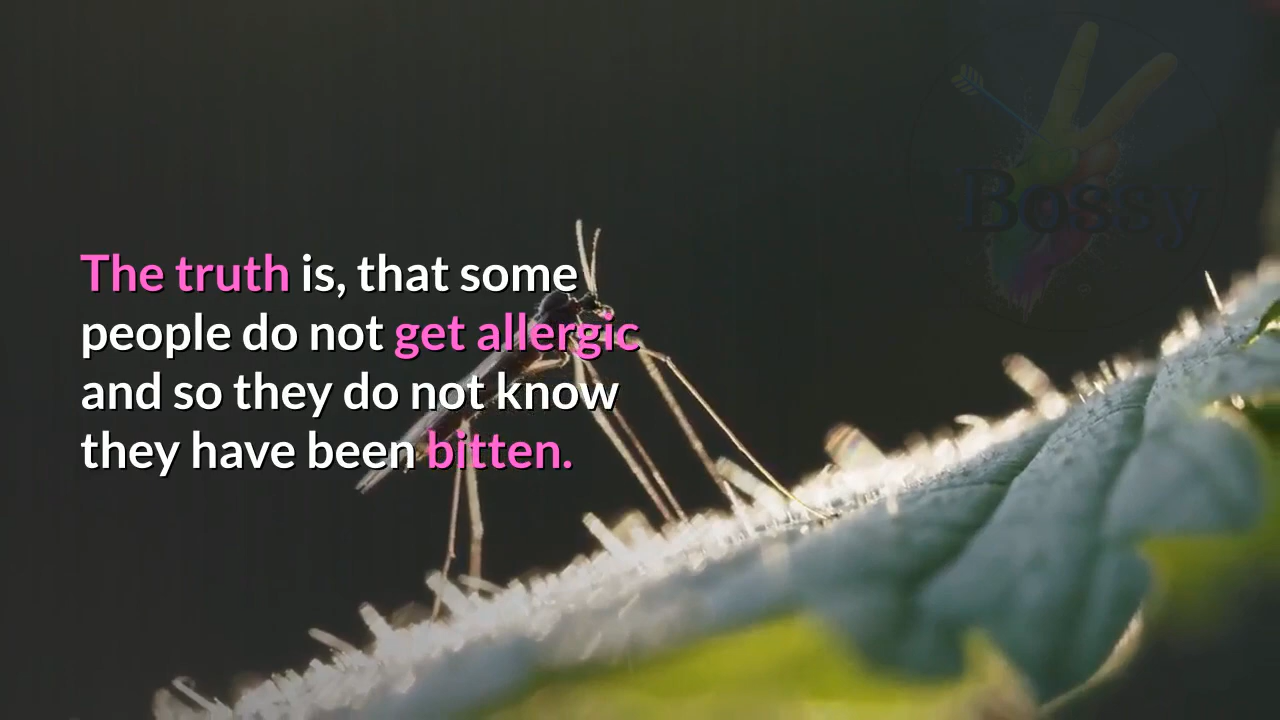 Bossy
The truth is, that some
people do not get allergic
and so they do not know
they have been bitten.